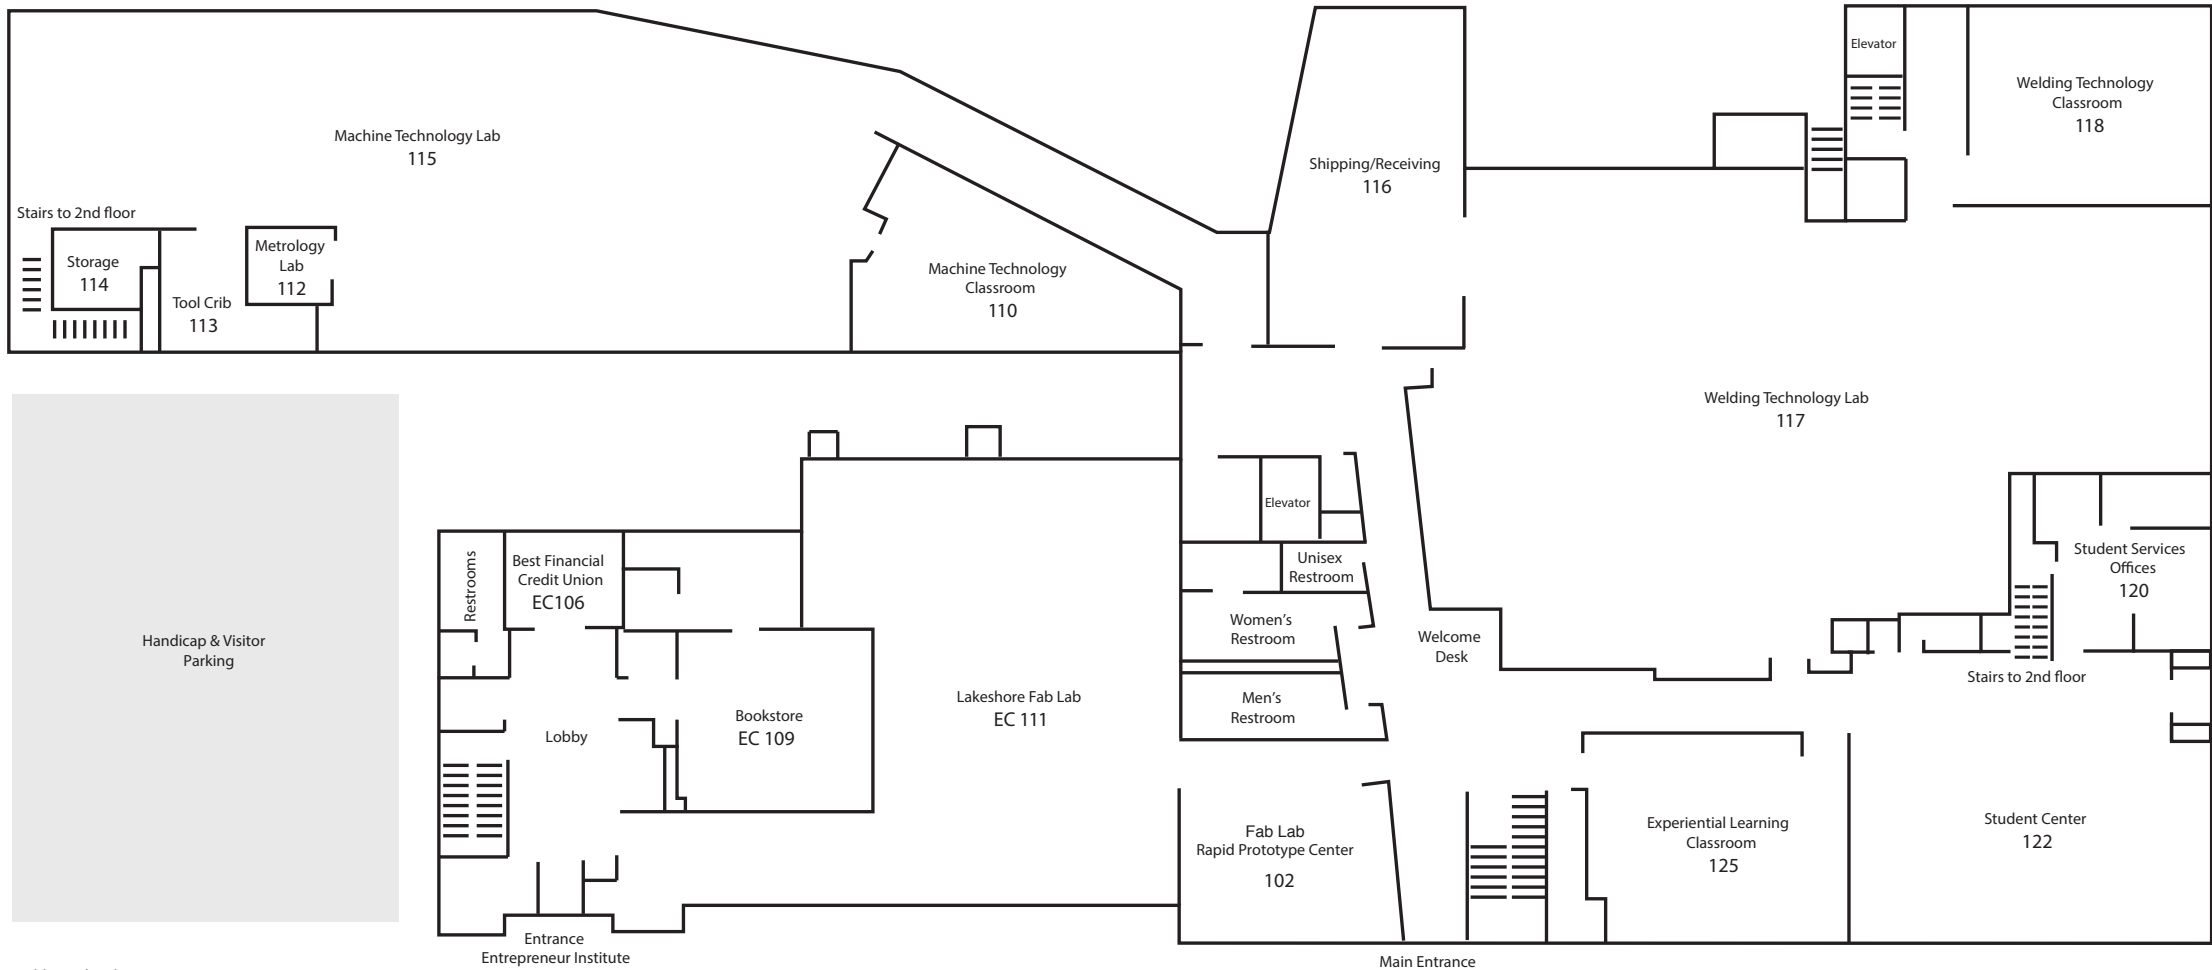 Elevator
Welding Technology
Classroom
118
Machine Technology Lab
115
Shipping/Receiving
116
Stairs to 2nd floor
Storage
114
Metrology
Lab
112
Tool Crib
113
Machine Technology
Classroom
110
Welding Technology Lab
117
Handicap & Visitor
Parking
Restrooms
Best Financial
Credit Union
EC106
Elevator
Unisex
Restroom
Women's
Restroom
Men's
Restroom
Welcome
Desk
Student Services
Offices
120
Stairs to 2nd floor
Lobby
Bookstore
EC 109
Lakeshore Fab Lab
EC 111
Fab Lab
Rapid Prototype Center
102
Experiential Learning
Classroom
125
Student Center
122
Entrance
Entrepreneur Institute
Main Entrance